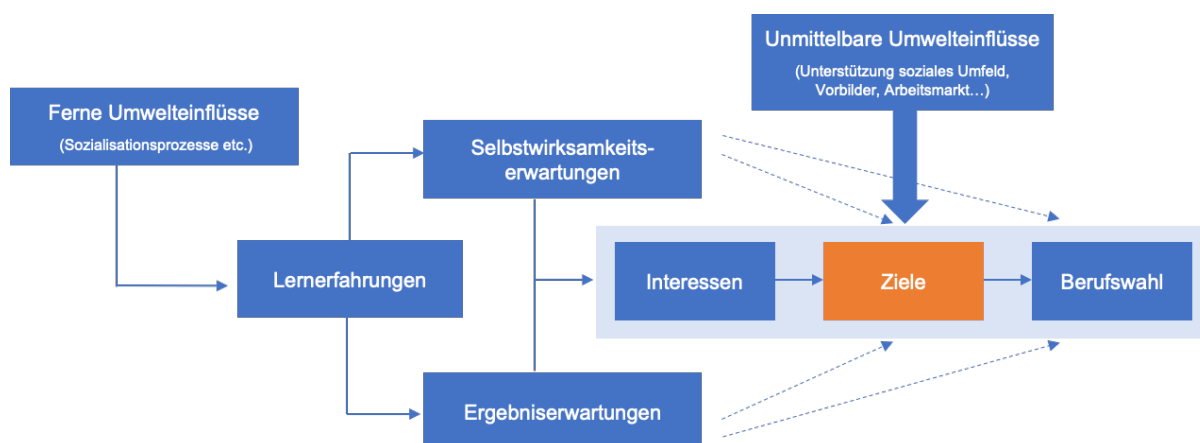 Unmittelbare Umwelteinflüsse
(Unterstützung soziales Umfeld,
Vorbilder, Arbeitsmarkt…)
Ferne Umwelteinflüsse
(Sozialisationsprozesse etc.)
Selbstwirksamkeits-
erwartungen
Lernerfahrungen
Interessen
Ziele
Berufswahl
Ergebniserwartungen